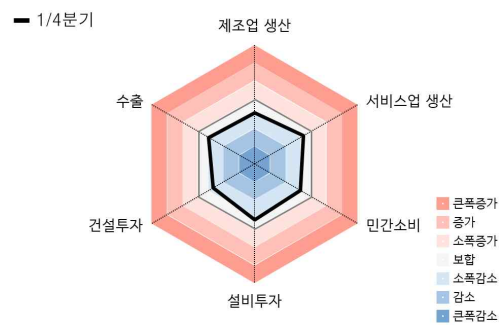 1/4분기
제조업 생산
수출
서비스업 생산
건설투자
민간소비
설비투자
큰폭증가
증가
소폭증가
보합
소폭감소
감소
큰폭감소